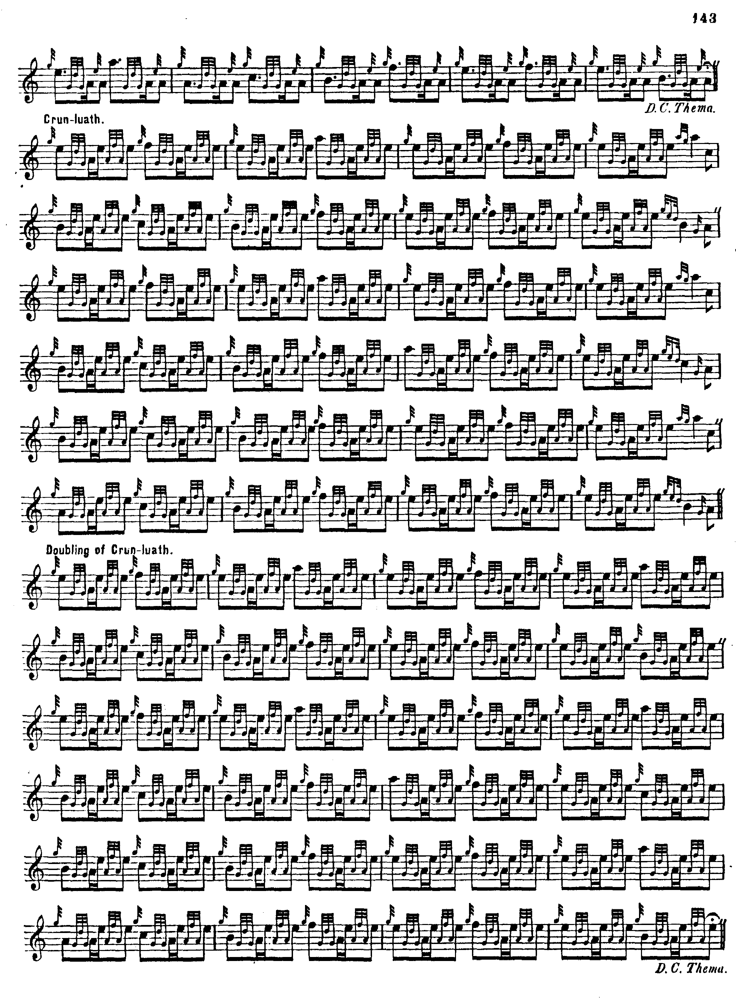 143
D. C. Thema.
Crun-luath.
Doubling of Crun-luath.
D. C. Thema.